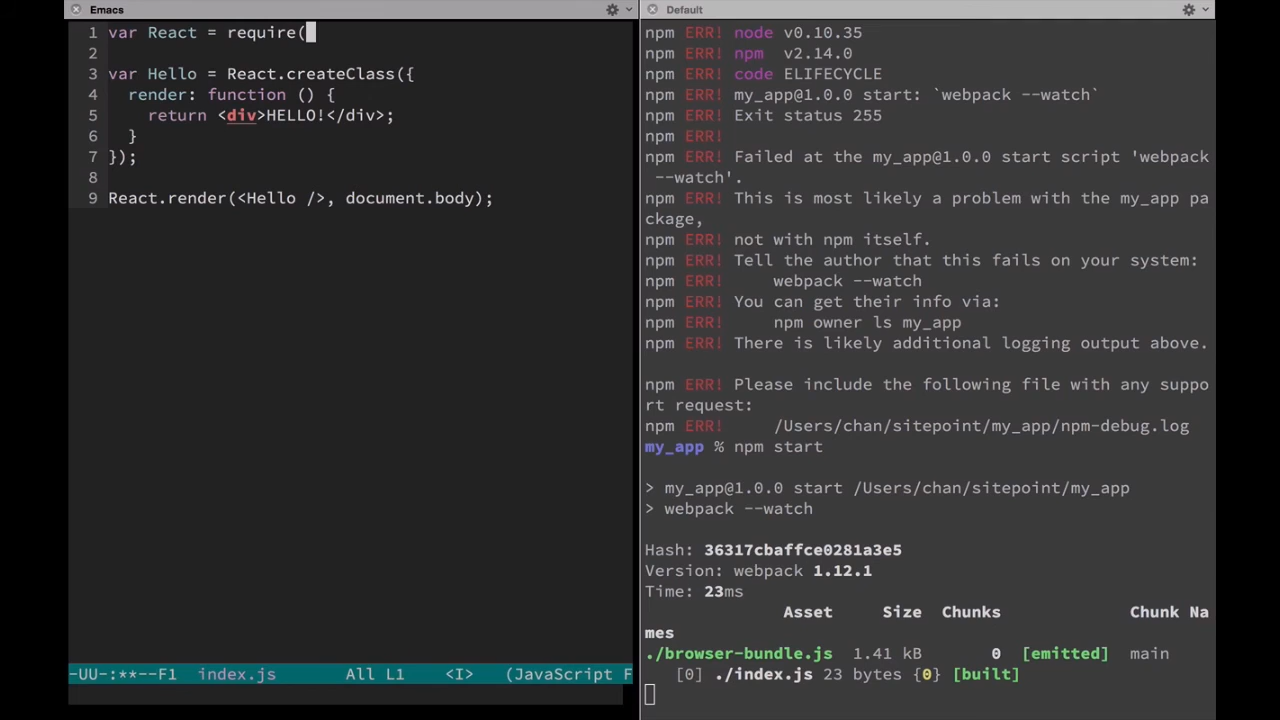 Emacs
1 var React = require(
2
3 var Hello = React.createClass({
4   render: function () {
5     return <div>HELLO!</div>;
6   }
7 });
8
9 React.render(<Hello />, document.body);
-UU-:**--F1  index.js       All L1    <I>   (JavaScript F
Default
npm ERR! node v0.10.35
npm ERR! npm  v2.14.0
npm ERR! code ELIFECYCLE
npm ERR! my_app@1.0.0 start: `webpack --watch`
npm ERR! Exit status 255
npm ERR!
npm ERR! Failed at the my_app@1.0.0 start script 'webpack
 --watch'.
npm ERR! This is most likely a problem with the my_app pa
ckage,
npm ERR! not with npm itself.
npm ERR! Tell the author that this fails on your system:
npm ERR!     webpack --watch
npm ERR! You can get their info via:
npm ERR!     npm owner ls my_app
npm ERR! There is likely additional logging output above.
npm ERR! Please include the following file with any suppo
rt request:
npm ERR!     /Users/chan/sitepoint/my_app/npm-debug.log
my_app % npm start
> my_app@1.0.0 start /Users/chan/sitepoint/my_app
> webpack --watch
Hash: 36317cbaffce0281a3e5
Version: webpack 1.12.1
Time: 23ms
              Asset     Size  Chunks             Chunk Na
mes
./browser-bundle.js  1.41 kB       0  [emitted]  main
   [0] ./index.js 23 bytes {0} [built]